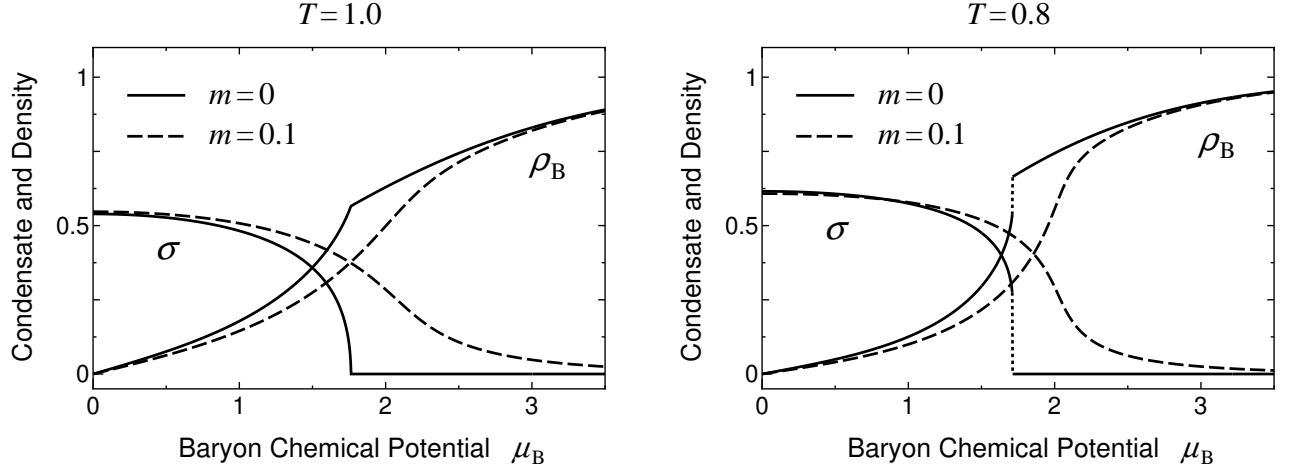 T = 1.0
Condensate and Density
1
0.5
0
m = 0
m = 0.1
σ
ρB
0
1
2
3
Baryon Chemical Potential μB
T = 0.8
Condensate and Density
1
0.5
0
m = 0
m = 0.1
σ
ρB
0
1
2
3
Baryon Chemical Potential μB